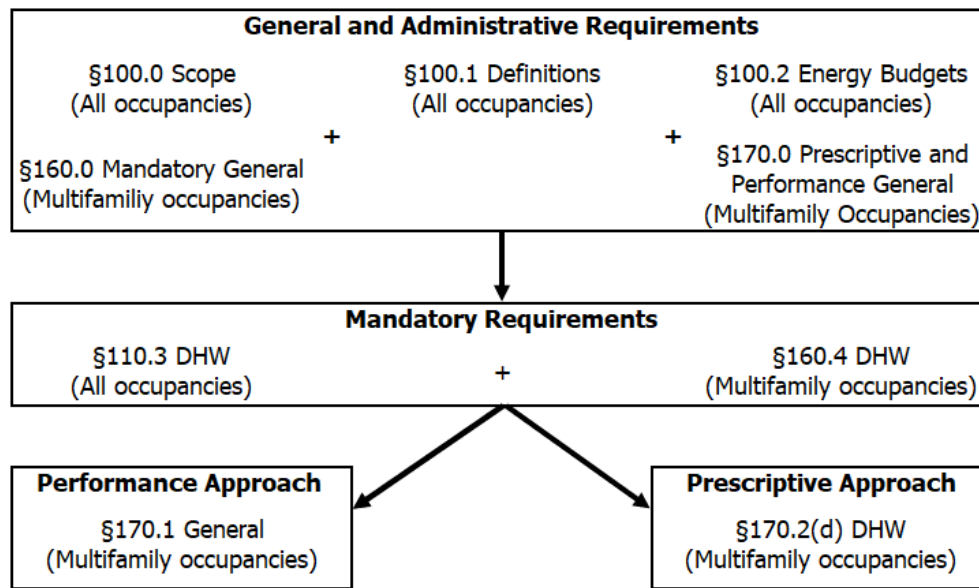 General and Administrative Requirements
§100.0 Scope
(All occupancies)
§100.1 Definitions
(All occupancies)
§100.2 Energy Budgets
(All occupancies)
+
+
§160.0 Mandatory General
(Multifamiliy occupancies)
§170.0 Prescriptive and
Performance General
(Multifamily Occupancies)
Mandatory Requirements
§110.3 DHW
(All occupancies)
+
§160.4 DHW
(Multifamily occupancies)
Performance Approach
§170.1 General
(Multifamily occupancies)
Prescriptive Approach
§170.2(d) DHW
(Multifamily occupancies)